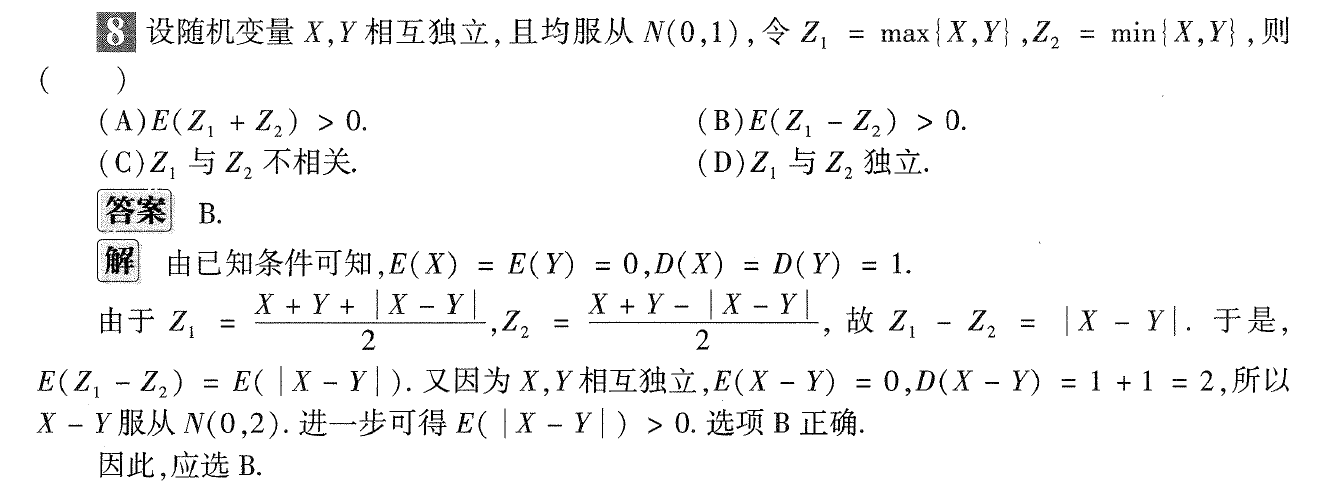 8 设随机变量 X,Y 相互独立,且均服从 N(0,1),令 Z₁ = max{X,Y},Z₂ = min{X,Y},则
(  )
(A)E(Z₁ + Z₂) > 0. (B)E(Z₁ - Z₂) > 0.
(C)Z₁ 与 Z₂ 不相关. (D)Z₁ 与 Z₂ 独立.
答案 B.
解 由已知条件可知,E(X) = E(Y) = 0,D(X) = D(Y) = 1.
由于 Z₁ = \frac{X + Y + |X - Y|}{2},Z₂ = \frac{X + Y - |X - Y|}{2}, 故 Z₁ - Z₂ = |X - Y|. 于是,
E(Z₁ - Z₂) = E(|X - Y|). 又因为 X,Y 相互独立,E(X - Y) = 0,D(X - Y) = 1 + 1 = 2,所以
X - Y 服从 N(0,2). 进一步可得 E(|X - Y|) > 0. 选项 B 正确.
因此,应选 B.